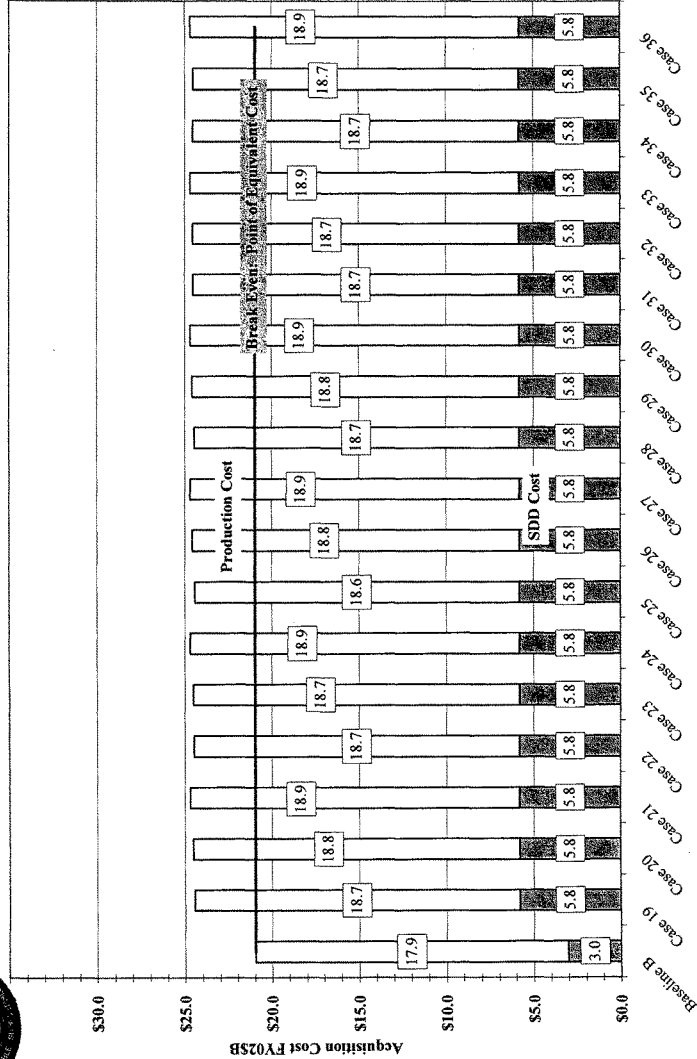 Acquisition Cost FY02$B
$30.0
$25.0
$20.0
$15.0
$10.0
$5.0
$0.0
Production Cost
Break Even: Point of Equivalent Cost
SDD Cost
17.9
3.0
Baseline B
18.7
5.8
Case 19
18.8
5.8
Case 20
18.9
5.8
Case 21
18.7
5.8
Case 22
18.7
5.8
Case 23
18.9
5.8
Case 24
18.6
5.8
Case 25
18.8
5.8
Case 26
18.9
5.8
Case 27
18.7
5.8
Case 28
18.8
5.8
Case 29
18.9
5.8
Case 30
18.7
5.8
Case 31
18.7
5.8
Case 32
18.9
5.8
Case 33
18.7
5.8
Case 34
18.7
5.8
Case 35
18.9
5.8
Case 36